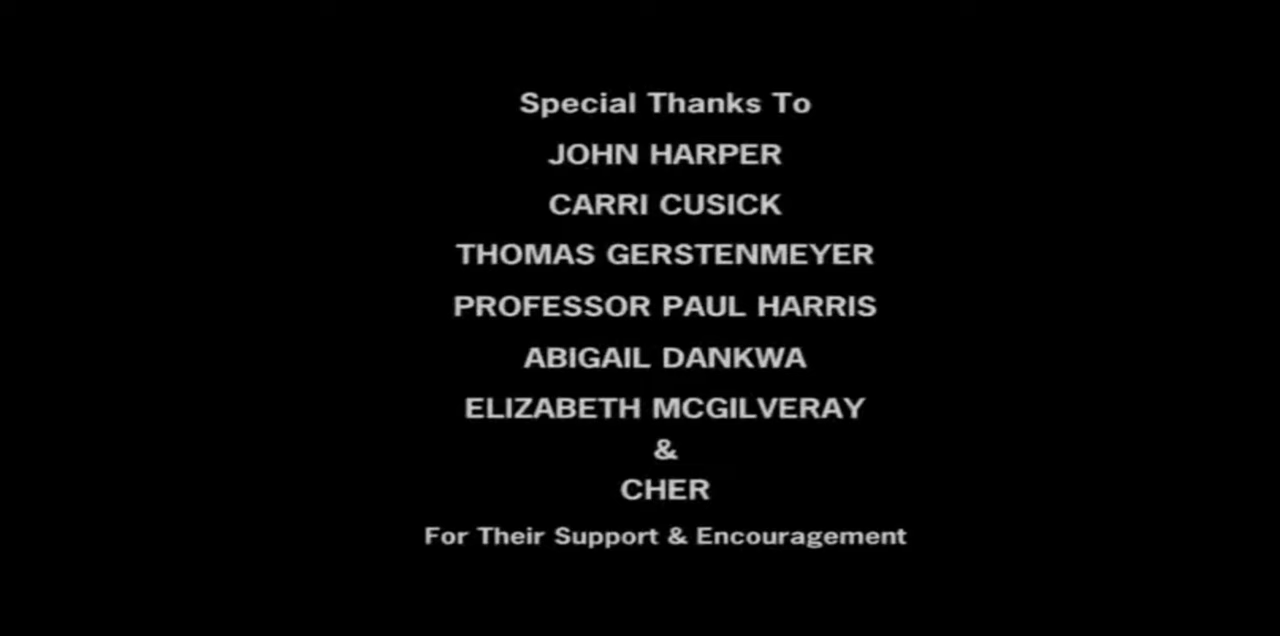 Special Thanks To
JOHN HARPER
CARRI CUSICK
THOMAS GERSTENMEYER
PROFESSOR PAUL HARRIS
ABIGAIL DANKWA
ELIZABETH MCGILVERAY
&
CHER
For Their Support & Encouragement